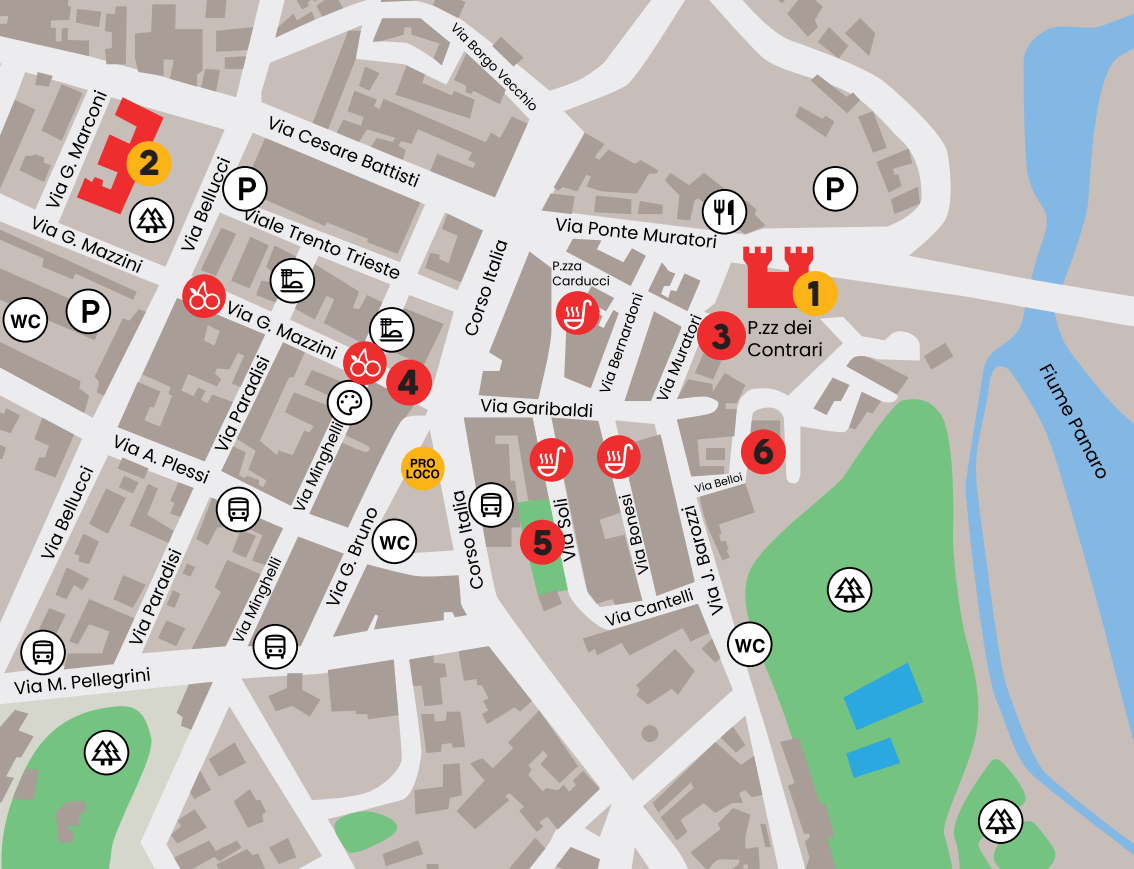 Via Borgo Vecchio
Via G. Marconi
2
Via Cesare Battisti
P
P
Via Bellucci
Viale Trento Trieste
Via G. Mazzini
Via Ponte Muratori
Corso Italia
P.zza
Carducci
1
WC
P
Via G. Mazzini
4
Via Bernardoni
Via Muratori
3
P.zz dei
Contrari
Fiume Panaro
Via Paradisi
Via Minghelli
Via Garibaldi
6
Via Belloi
Via A. Plessi
PRO
LOCO
Via Bellucci
Corso Italia
5
Via Soli
Via Bonesi
Via J. Barozzi
WC
Via G. Bruno
Via Paradisi
Via Minghelli
Via Cantelli
WC
Via M. Pellegrini